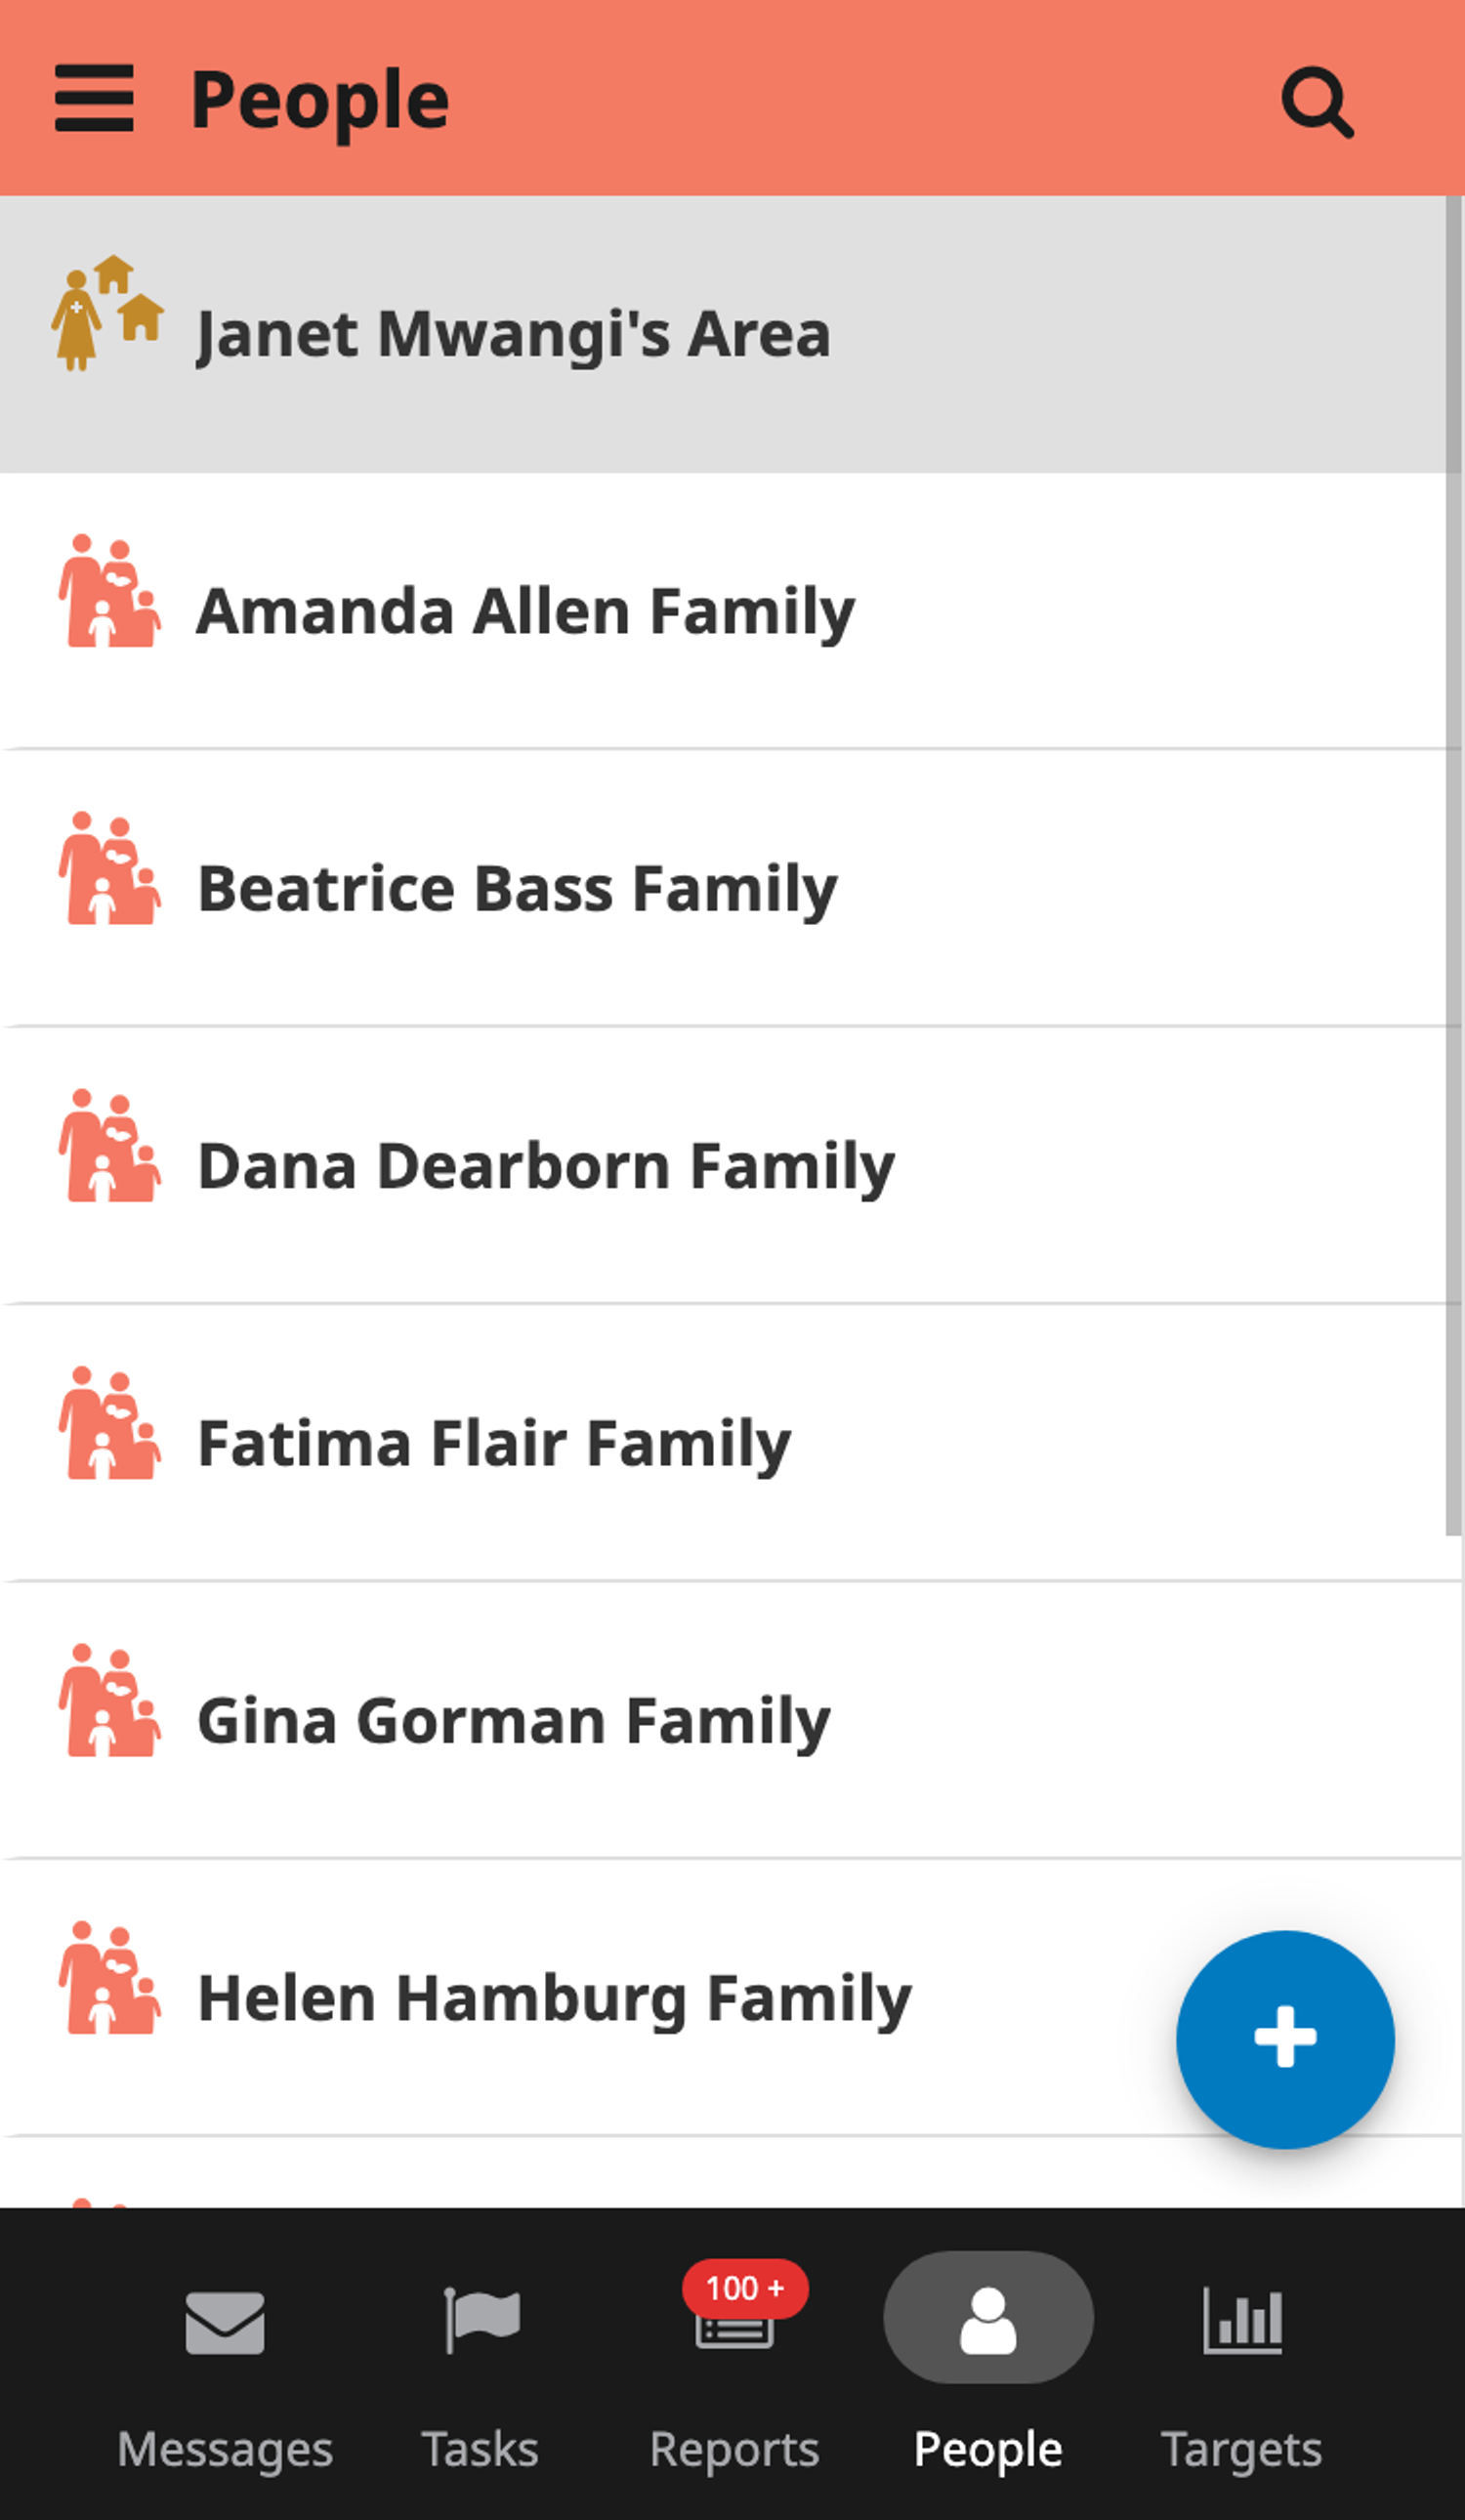 People
Janet Mwangi's Area
Amanda Allen Family
Beatrice Bass Family
Dana Dearborn Family
Fatima Flair Family
Gina Gorman Family
Helen Hamburg Family
100 +
Messages
Tasks
Reports
People
Targets